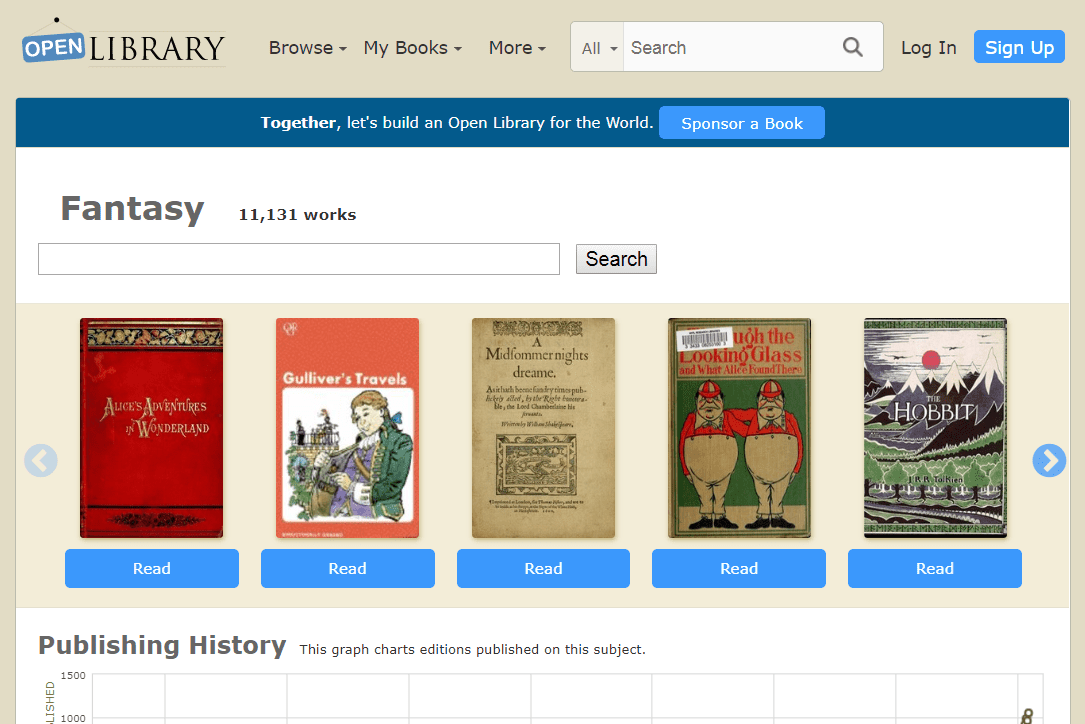 OPEN LIBRARY
Browse
My Books
More
All
Search
Log In
Sign Up
Together, let's build an Open Library for the World.
Sponsor a Book
Fantasy
11,131 works
Search
ALICE'S ADVENTURES
IN WONDERLAND
Gulliver's Travels
A
Midsommer nights
dreame.
As it hath beene sundry times pub-
lickely acted, by the Right honoura-
ble, the Lord Chamberlaine his
seruants.
Written by William Shakespeare.
ugh the
Looking Glass
and What Alice Found There
THE
HOBBIT
J.R.R. Tolkien
Read
Read
Read
Read
Read
Publishing History
This graph charts editions published on this subject.
1500
1000